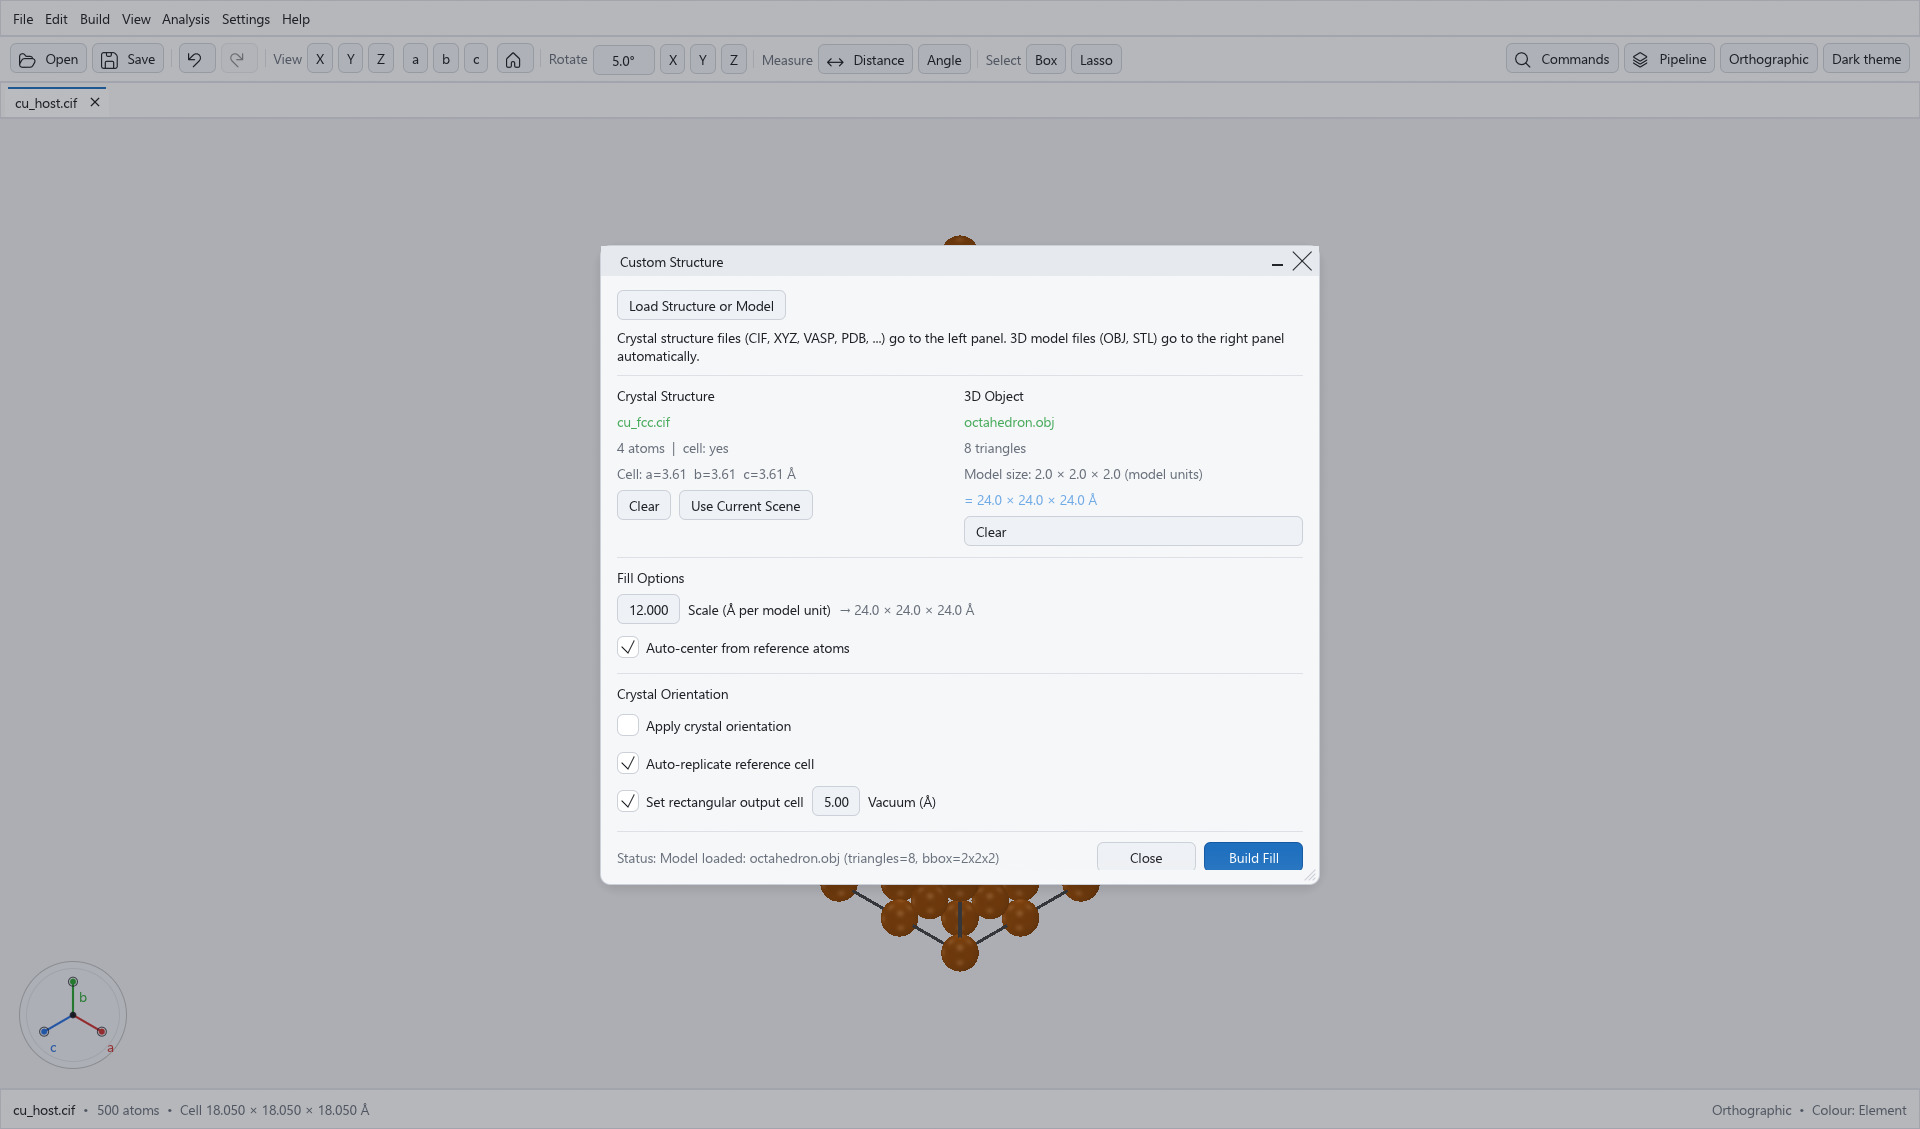 File Edit Build View Analysis Settings Help
Open Save View X Y Z a b c Rotate 5.0° X Y Z Measure Distance Angle Select Box Lasso Commands Pipeline Orthographic Dark theme
cu_host.cif
Custom Structure
Load Structure or Model
Crystal structure files (CIF, XYZ, VASP, PDB, ...) go to the left panel. 3D model files (OBJ, STL) go to the right panel
automatically.
Crystal Structure
cu_fcc.cif
4 atoms | cell: yes
Cell: a=3.61 b=3.61 c=3.61 Å
Clear Use Current Scene
3D Object
octahedron.obj
8 triangles
Model size: 2.0 × 2.0 × 2.0 (model units)
= 24.0 × 24.0 × 24.0 Å
Clear
Fill Options
12.000 Scale (Å per model unit) → 24.0 × 24.0 × 24.0 Å
Auto-center from reference atoms
Crystal Orientation
Apply crystal orientation
Auto-replicate reference cell
Set rectangular output cell 5.00 Vacuum (Å)
Status: Model loaded: octahedron.obj (triangles=8, bbox=2x2x2) Close Build Fill
b
c a
cu_host.cif • 500 atoms • Cell 18.050 × 18.050 × 18.050 Å Orthographic • Colour: Element